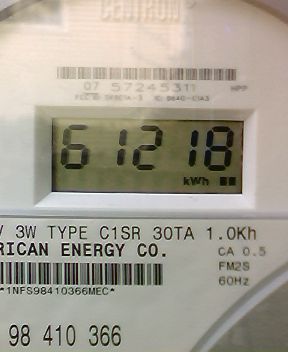 CENTRON
07 57245311
61218
kWh
V 3W TYPE C1SR 30TA 1.0Kh
RICAN ENERGY CO.
CA 0.5
FM2S
60Hz
*1NFS98410366MEC*
98 410 366